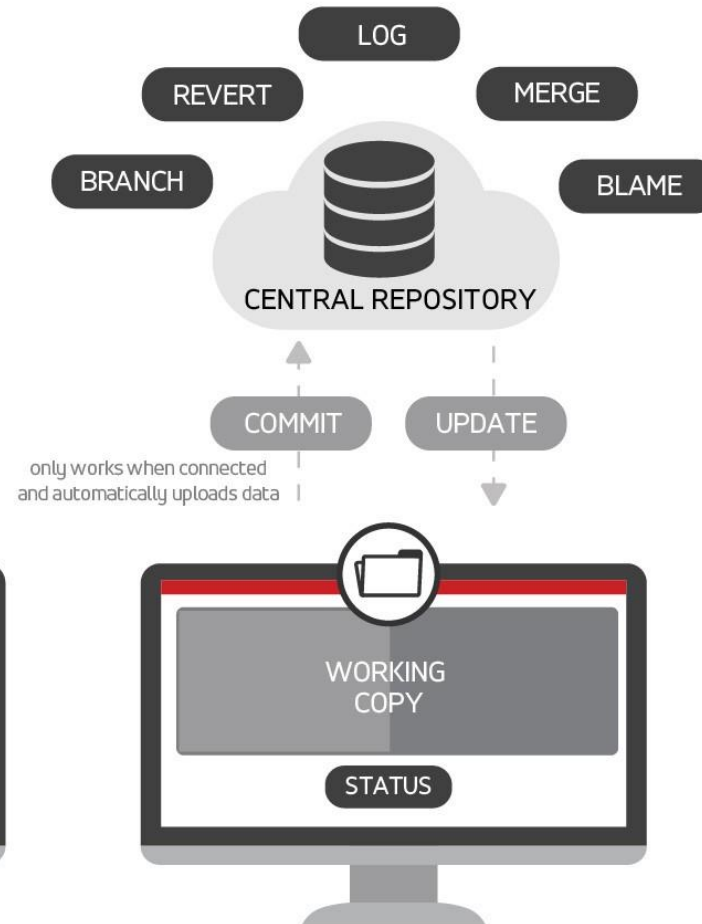 LOG
REVERT
MERGE
BRANCH
BLAME
CENTRAL REPOSITORY
COMMIT
UPDATE
only works when connected
and automatically uploads data
WORKING
COPY
STATUS